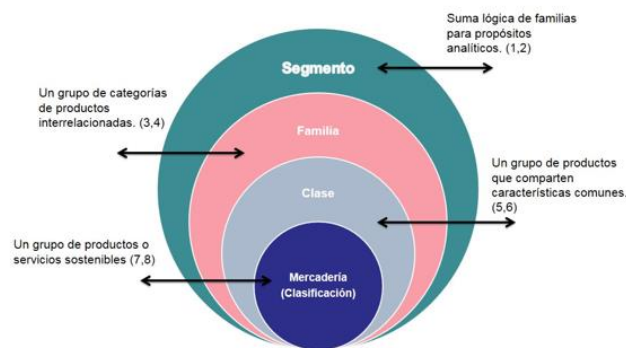 Suma lógica de familias
para propósitos
analíticos. (1,2)
Segmento
Un grupo de categorías
de productos
interrelacionadas. (3,4)
Familia
Un grupo de productos
que comparten
características comunes.
(5,6)
Clase
Un grupo de productos o
servicios sostenibles (7,8)
Mercadería
(Clasificación)